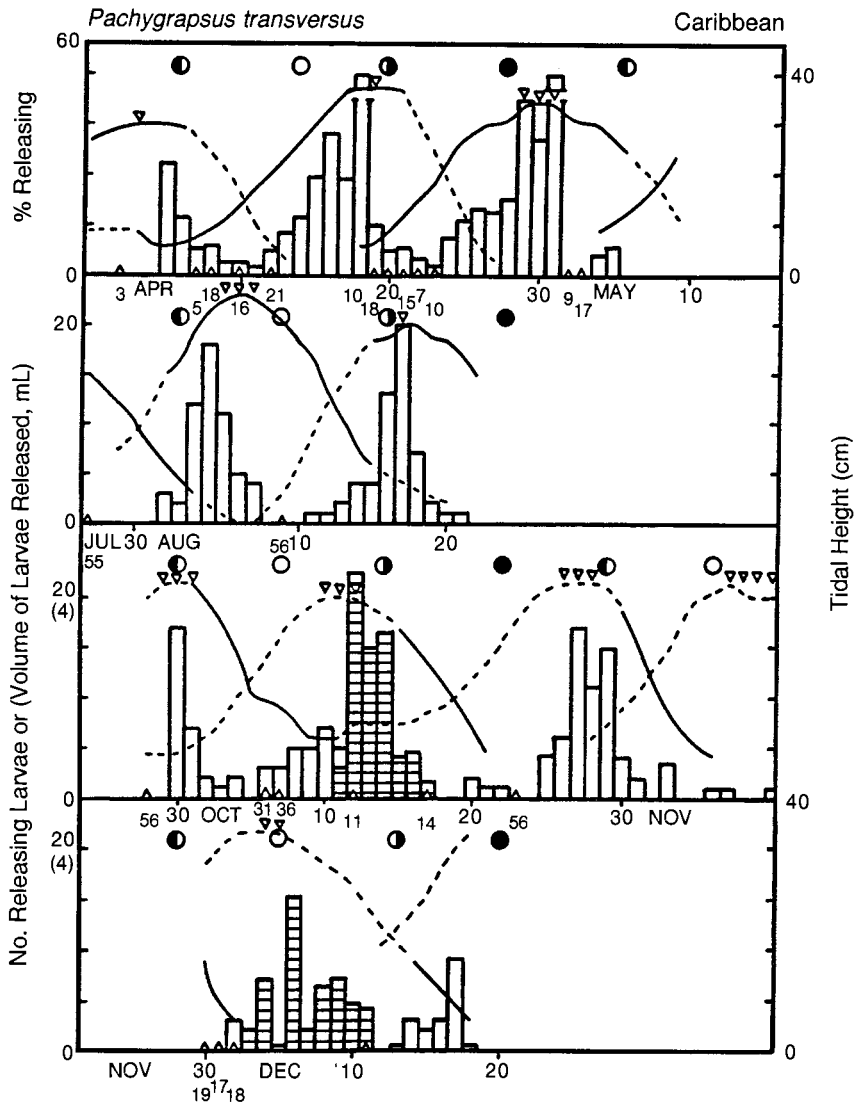 Pachygrapsus transversus Caribbean
60
40
% Releasing
0
0
3 APR 5 18 16 21 10 18 20 15 7 10 30 9 17 MAY 10
20
0
JUL 30 AUG 56 10 20
55
No. Releasing Larvae or (Volume of Larvae Released, mL)
Tidal Height (cm)
20
(4)
0
40
56 30 OCT 31 36 10 11 14 20 56 30 NOV
20
(4)
0
0
NOV 30 DEC '10 20
19 17 18